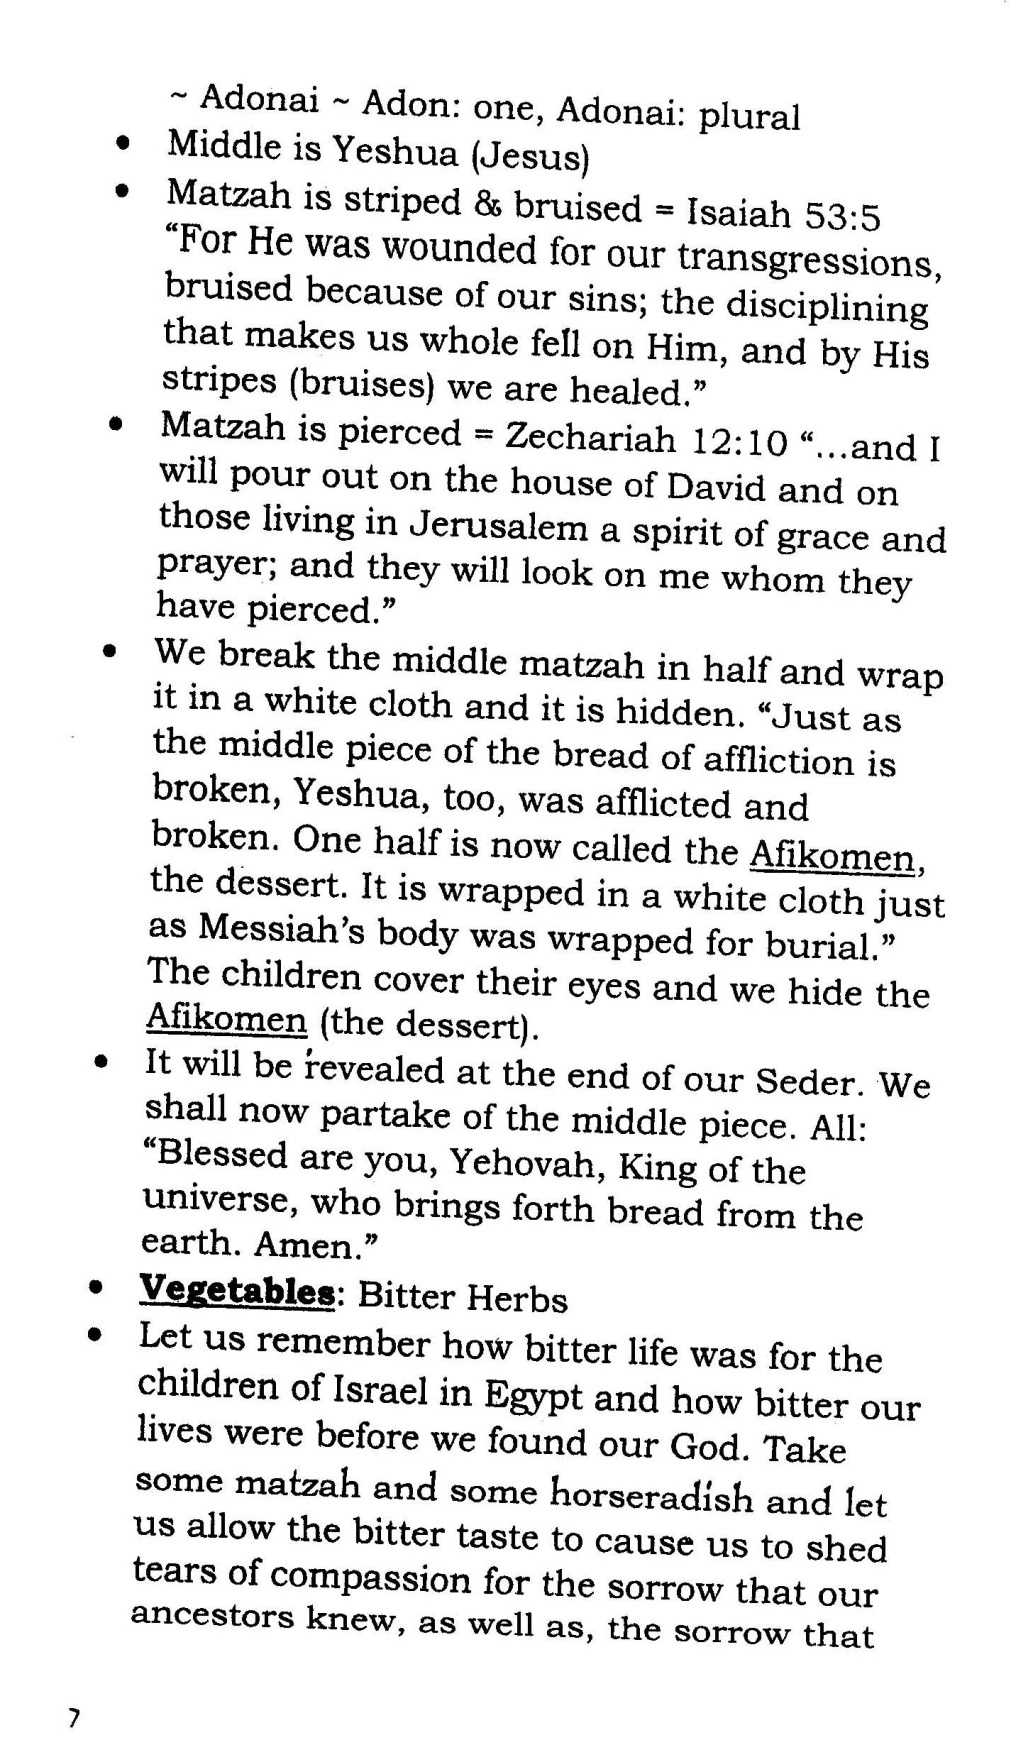 ~ Adonai ~ Adon: one, Adonai: plural
• Middle is Yeshua (Jesus)
• Matzah is striped & bruised = Isaiah 53:5
“For He was wounded for our transgressions,
bruised because of our sins; the disciplining
that makes us whole fell on Him, and by His
stripes (bruises) we are healed.”
• Matzah is pierced = Zechariah 12:10 “...and I
will pour out on the house of David and on
those living in Jerusalem a spirit of grace and
prayer; and they will look on me whom they
have pierced.”
• We break the middle matzah in half and wrap
it in a white cloth and it is hidden. “Just as
the middle piece of the bread of affliction is
broken, Yeshua, too, was afflicted and
broken. One half is now called the Afikomen,
the dessert. It is wrapped in a white cloth just
as Messiah’s body was wrapped for burial.”
The children cover their eyes and we hide the
Afikomen (the dessert).
• It will be revealed at the end of our Seder. We
shall now partake of the middle piece. All:
“Blessed are you, Yehovah, King of the
universe, who brings forth bread from the
earth. Amen.”
• Vegetables: Bitter Herbs
• Let us remember how bitter life was for the
children of Israel in Egypt and how bitter our
lives were before we found our God. Take
some matzah and some horseradish and let
us allow the bitter taste to cause us to shed
tears of compassion for the sorrow that our
ancestors knew, as well as, the sorrow that
7